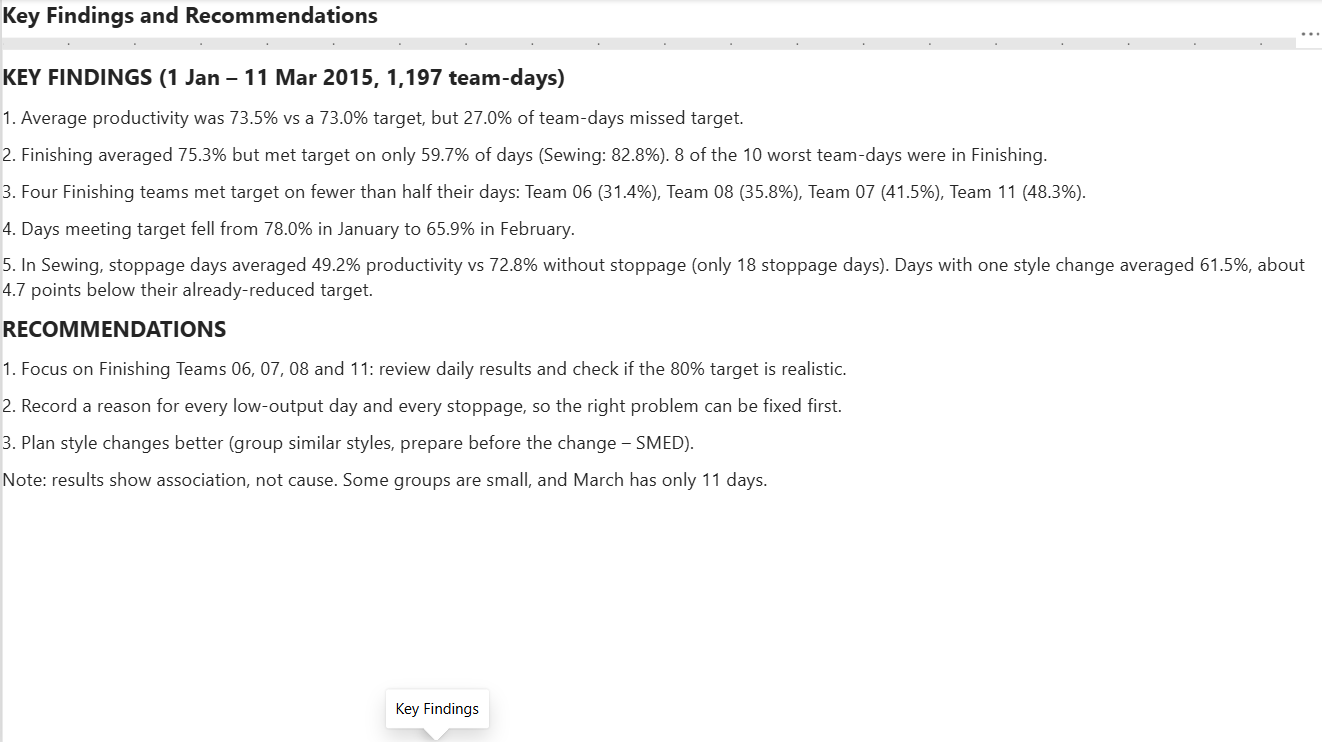 Key Findings and Recommendations
KEY FINDINGS (1 Jan – 11 Mar 2015, 1,197 team-days)
1. Average productivity was 73.5% vs a 73.0% target, but 27.0% of team-days missed target.
2. Finishing averaged 75.3% but met target on only 59.7% of days (Sewing: 82.8%). 8 of the 10 worst team-days were in Finishing.
3. Four Finishing teams met target on fewer than half their days: Team 06 (31.4%), Team 08 (35.8%), Team 07 (41.5%), Team 11 (48.3%).
4. Days meeting target fell from 78.0% in January to 65.9% in February.
5. In Sewing, stoppage days averaged 49.2% productivity vs 72.8% without stoppage (only 18 stoppage days). Days with one style change averaged 61.5%, about
4.7 points below their already-reduced target.
RECOMMENDATIONS
1. Focus on Finishing Teams 06, 07, 08 and 11: review daily results and check if the 80% target is realistic.
2. Record a reason for every low-output day and every stoppage, so the right problem can be fixed first.
3. Plan style changes better (group similar styles, prepare before the change – SMED).
Note: results show association, not cause. Some groups are small, and March has only 11 days.
Key Findings